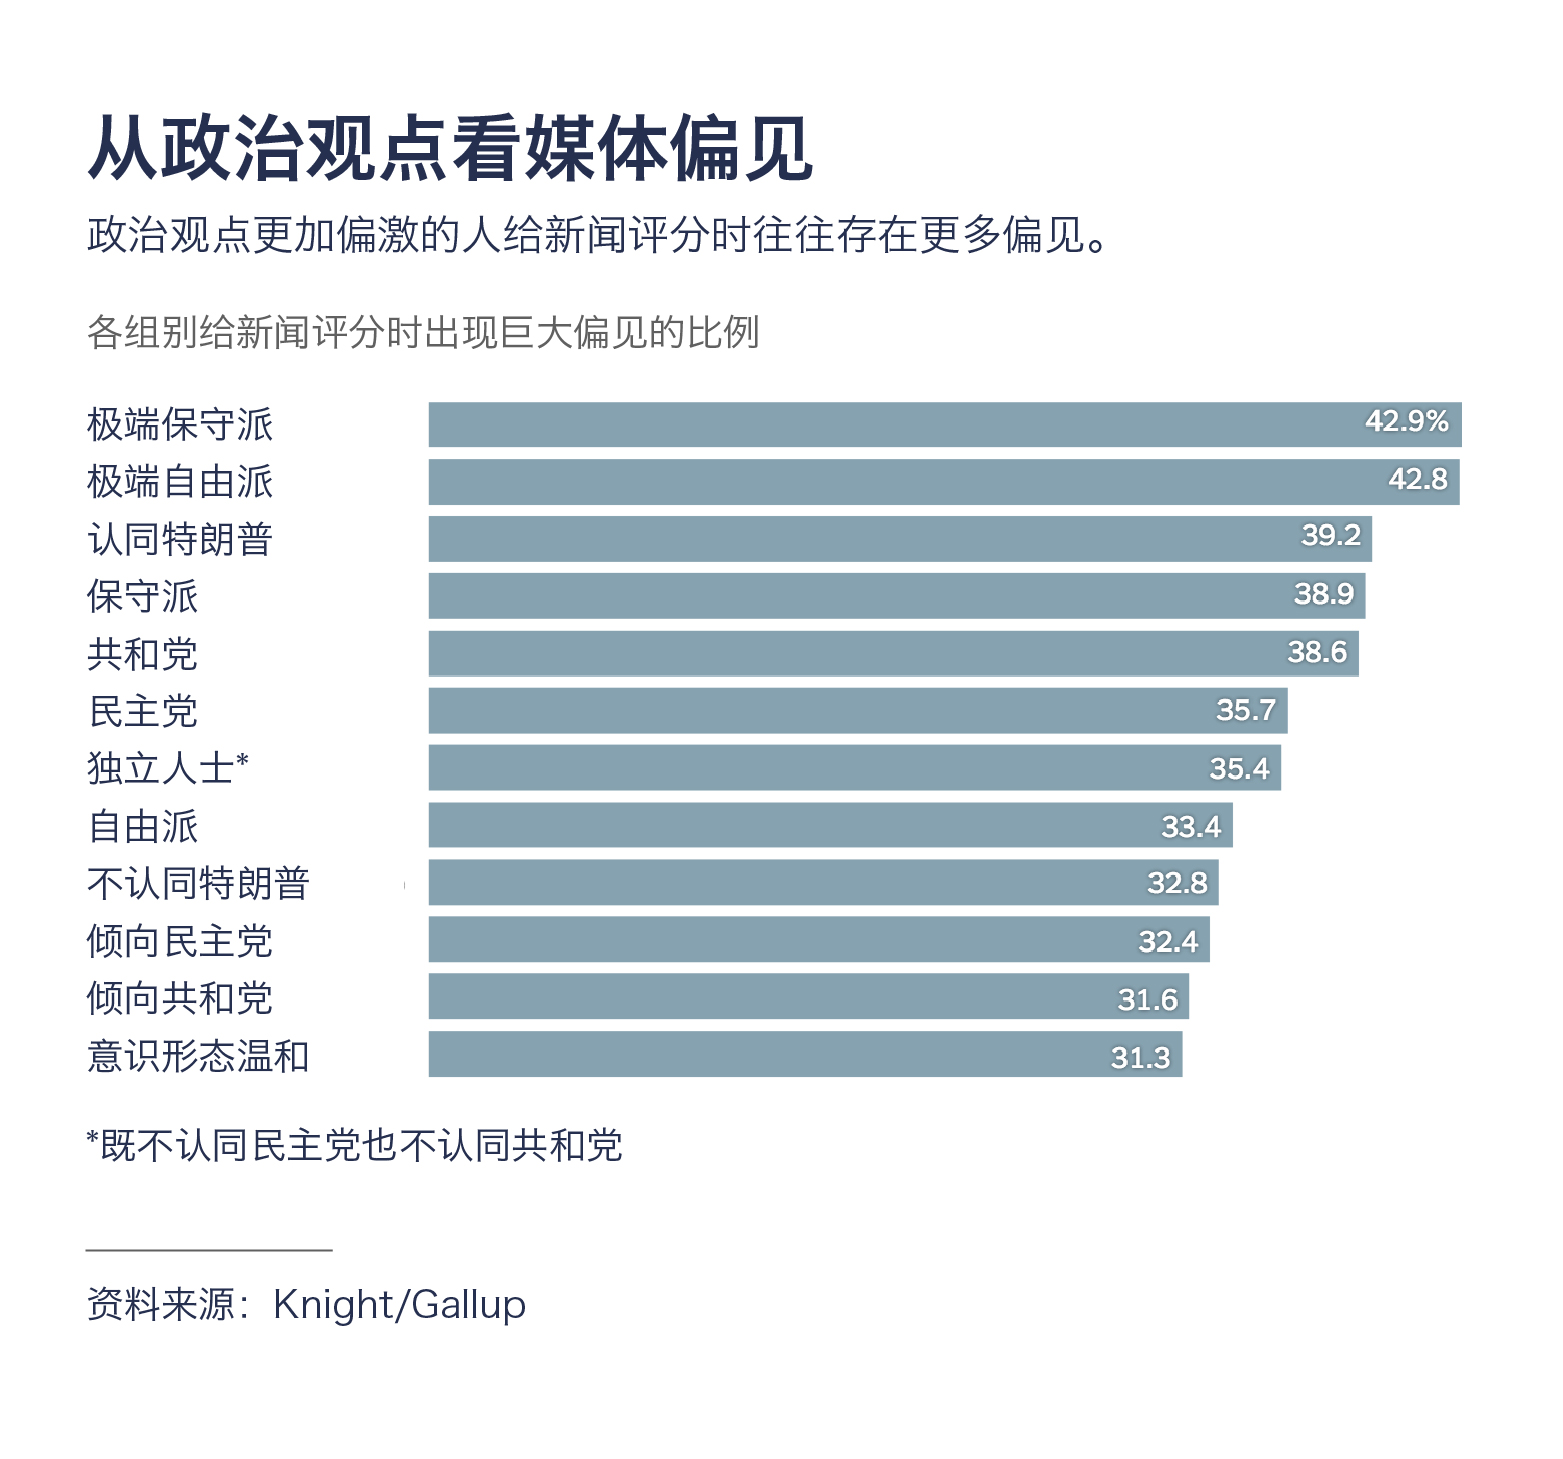 从政治观点看媒体偏见
政治观点更加偏激的人给新闻评分时往往存在更多偏见。
各组别给新闻评分时出现巨大偏见的比例
极端保守派 42.9%
极端自由派 42.8
认同特朗普 39.2
保守派 38.9
共和党 38.6
民主党 35.7
独立人士* 35.4
自由派 33.4
不认同特朗普 32.8
倾向民主党 32.4
倾向共和党 31.6
意识形态温和 31.3
*既不认同民主党也不认同共和党
资料来源：Knight/Gallup